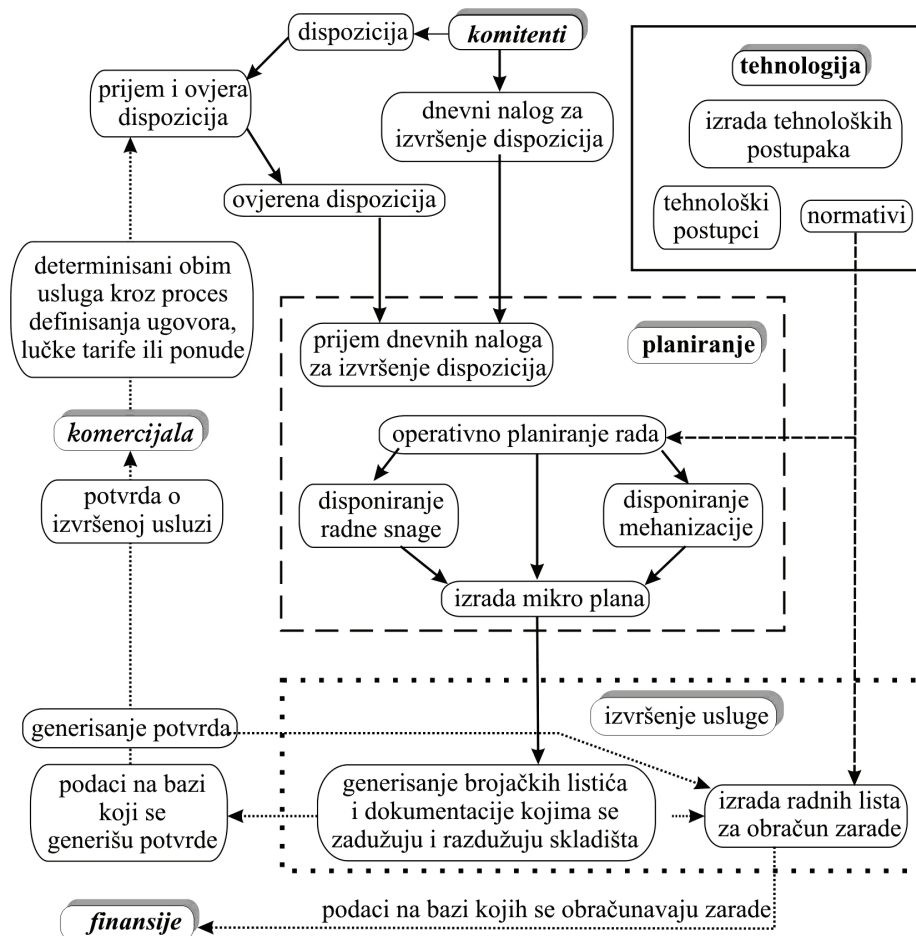 dispozicija
komitenti
tehnologija
prijem i ovjera
dispozicija
dnevni nalog za
izvršenje dispozicija
izrada tehnoloških
postupaka
ovjerena dispozicija
tehnološki
postupci
normativi
determinisani obim
usluga kroz proces
definisanja ugovora,
lučke tarife ili ponude
prijem dnevnih naloga
za izvršenje dispozicija
planiranje
komercijala
operativno planiranje rada
potvrda o
izvršenoj usluzi
disponiranje
radne snage
disponiranje
mehanizacije
izrada mikro plana
generisanje potvrda
izvršenje usluge
podaci na bazi
koji se
generišu potvrde
generisanje brojačkih listića
i dokumentacije kojima se
zadužuju i razdužuju skladišta
izrada radnih lista
za obračun zarade
finansije
podaci na bazi kojih se obračunavaju zarade